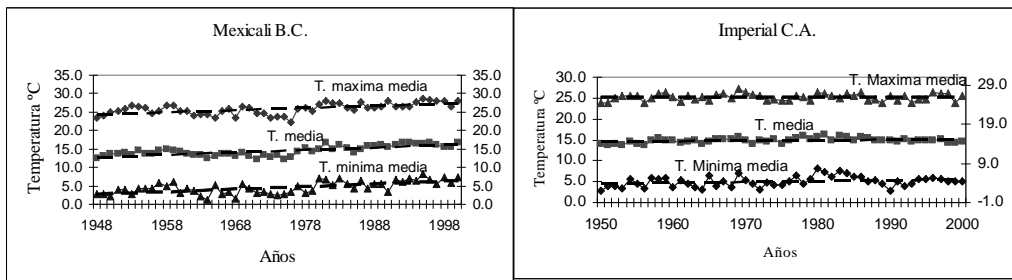 Mexicali B.C.
Temperatura ºC
35.0
30.0
25.0
20.0
15.0
10.0
5.0
0.0
T. maxima media
T. media
T. minima media
35.0
30.0
25.0
20.0
15.0
10.0
5.0
0.0
1948 1958 1968 1978 1988 1998
Años
Imperial C.A.
Temperatura ºC
30.0
25.0
20.0
15.0
10.0
5.0
0.0
T. Maxima media
T. media
T. Minima media
29.0
19.0
9.0
-1.0
1950 1960 1970 1980 1990 2000
Años